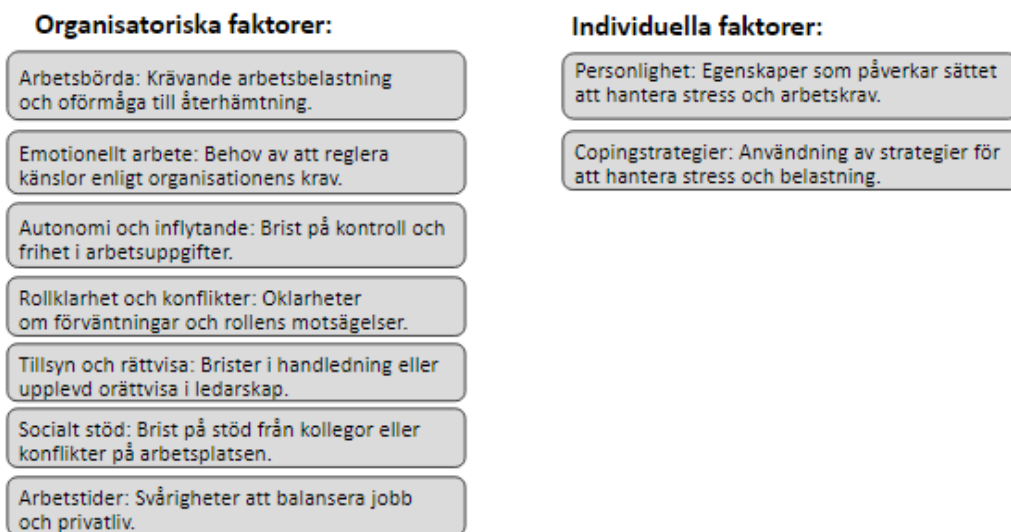 Organisatoriska faktorer:
Arbetsbörda: Krävande arbetsbelastning
och oförmåga till återhämtning.
Emotionellt arbete: Behov av att reglera
känslor enligt organisationens krav.
Autonomi och inflytande: Brist på kontroll och
frihet i arbetsuppgifter.
Rollklarhet och konflikter: Oklarheter
om förväntningar och rollens motsägelser.
Tillsyn och rättvisa: Brister i handledning eller
upplevd orättvisa i ledarskap.
Socialt stöd: Brist på stöd från kollegor eller
konflikter på arbetsplatsen.
Arbetstider: Svårigheter att balansera jobb
och privatliv.
Individuella faktorer:
Personlighet: Egenskaper som påverkar sättet
att hantera stress och arbetskrav.
Copingstrategier: Användning av strategier för
att hantera stress och belastning.